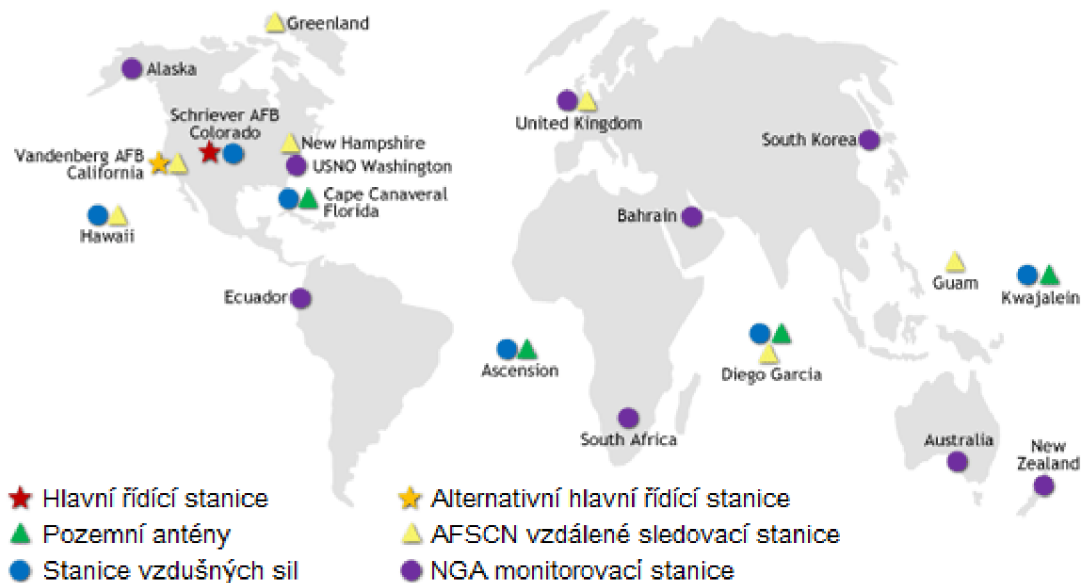 Greenland
Alaska
Schriever AFB
Colorado
New Hampshire
USNO Washington
Vandenberg AFB
California
Cape Canaveral
Florida
Hawaii
United Kingdom
South Korea
Bahrain
Guam
Kwajalein
Ecuador
Ascension
Diego Garcia
South Africa
Australia
New
Zealand
Hlavní řídící stanice
Alternativní hlavní řídící stanice
Pozemní antény
AFSCN vzdálené sledovací stanice
Stanice vzdušných sil
NGA monitorovací stanice